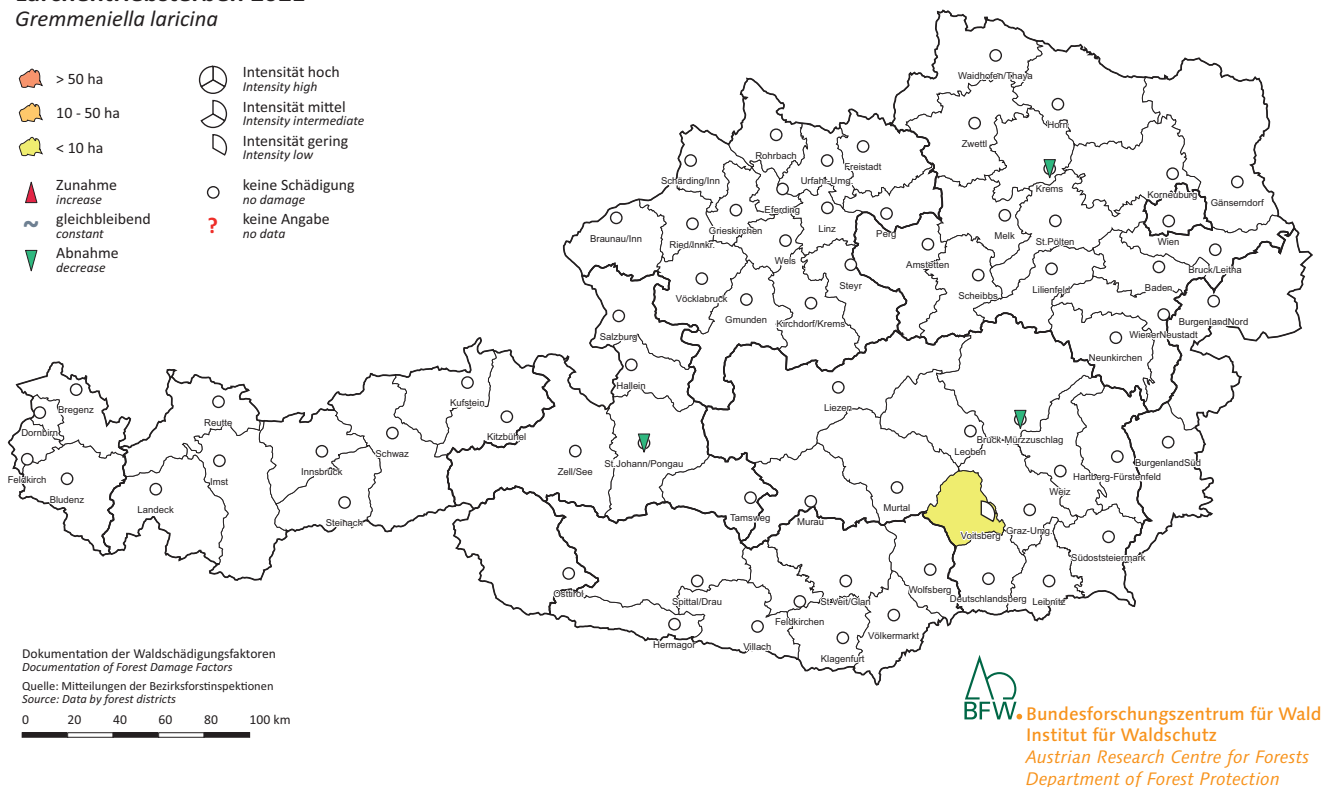 Gremmeniella laricina
> 50 ha
10 - 50 ha
< 10 ha
Zunahme
increase
gleichbleibend
constant
Abnahme
decrease
Intensität hoch
Intensity high
Intensität mittel
Intensity intermediate
Intensität gering
Intensity low
keine Schädigung
no damage
?
keine Angabe
no data
Waidhofen/Thaya
Horn
Zwettl
Krems
Korneuburg
Gänserndorf
Rohrbach
Freistadt
Schärding/Inn
Urfahr-Umg.
Eferding
Grieskirchen
Linz
Perg
Braunau/Inn
Ried/Innkr.
Wels
Melk
St.Pölten
Wien
Amstetten
Bruck/Leitha
Vöcklabruck
Steyr
Scheibbs
Lilienfeld
Baden
Gmunden
Kirchdorf/Krems
BurgenlandNord
Salzburg
WienerNeustadt
Neunkirchen
Hallein
Bregenz
Kufstein
Liezen
Reutte
Dornbirn
Kitzbühel
Bruck-Mürzzuschlag
Schwaz
Leoben
St.Johann/Pongau
BurgenlandSüd
Innsbruck
Zell/See
Feldkirch
Imst
Hartberg-Fürstenfeld
Weiz
Bludenz
Landeck
Steinach
Tamsweg
Murau
Murtal
Voitsberg
Graz-Umg.
Südoststeiermark
Osttirol
Spittal/Drau
St.Veit/Glan
Wolfsberg
Deutschlandsberg
Leibnitz
Feldkirchen
Hermagor
Villach
Völkermarkt
Klagenfurt
Dokumentation der Waldschädigungsfaktoren
Documentation of Forest Damage Factors
Quelle: Mitteilungen der Bezirksforstinspektionen
Source: Data by forest districts
0 20 40 60 80 100 km
BFW.
Bundesforschungszentrum für Wald
Institut für Waldschutz
Austrian Research Centre for Forests
Department of Forest Protection